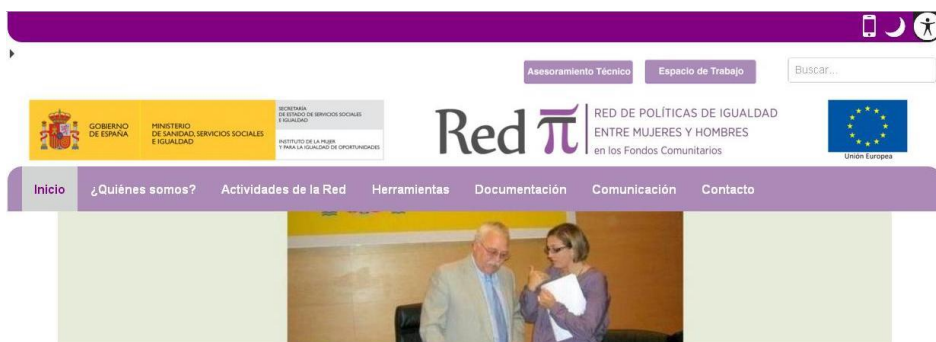 Asesoramiento Técnico
Espacio de Trabajo
Buscar...
GOBIERNO
DE ESPAÑA
MINISTERIO
DE SANIDAD, SERVICIOS SOCIALES
E IGUALDAD
SECRETARÍA
DE ESTADO DE SERVICIOS SOCIALES
E IGUALDAD
INSTITUTO DE LA MUJER
Y PARA LA IGUALDAD DE OPORTUNIDADES
Red π
RED DE POLÍTICAS DE IGUALDAD
ENTRE MUJERES Y HOMBRES
en los Fondos Comunitarios
Unión Europea
Inicio
¿Quiénes somos?
Actividades de la Red
Herramientas
Documentación
Comunicación
Contacto